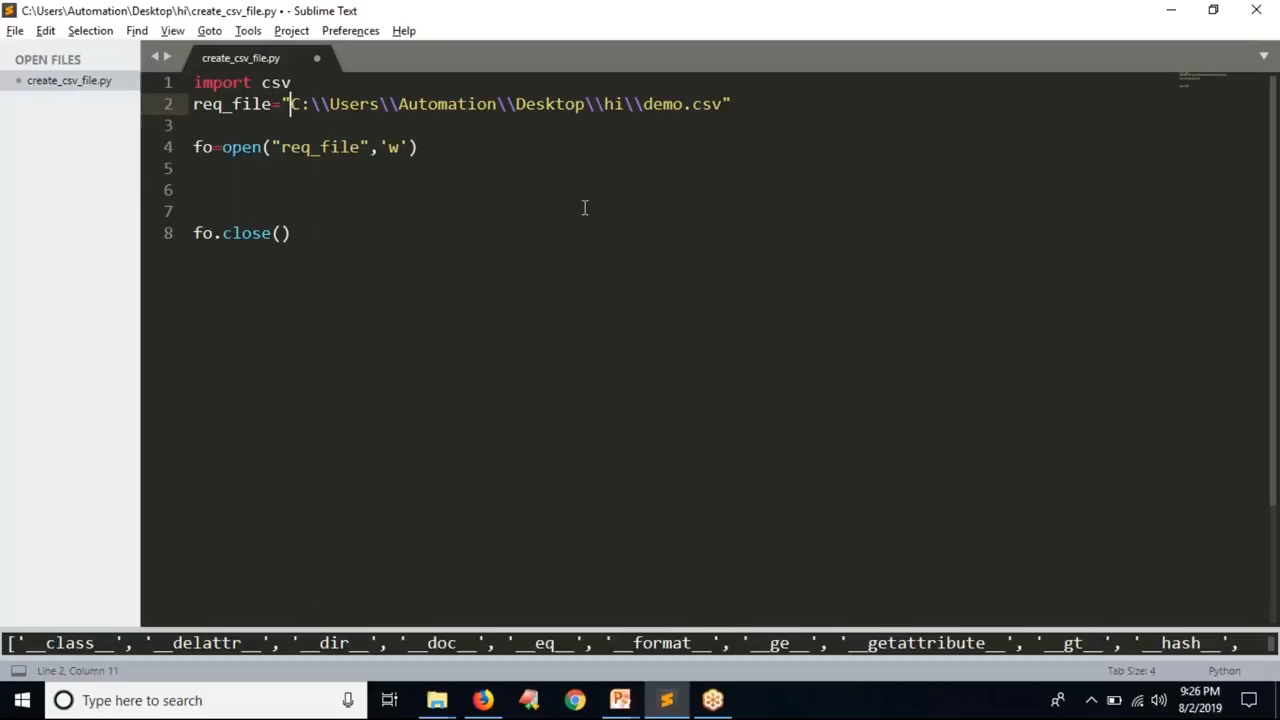 C:\Users\Automation\Desktop\hi\create_csv_file.py • - Sublime Text
File Edit Selection Find View Goto Tools Project Preferences Help
OPEN FILES
create_csv_file.py
create_csv_file.py
1 import csv
2 req_file="C:\\Users\\Automation\\Desktop\\hi\\demo.csv"
3
4 fo=open("req_file",'w')
5
6
7
8 fo.close()
['__class__', '__delattr__', '__dir__', '__doc__', '__eq__', '__format__', '__ge__', '__getattribute__', '__gt__', '__hash__',
Line 2, Column 11
Tab Size: 4
Python
Type here to search
9:26 PM
8/2/2019